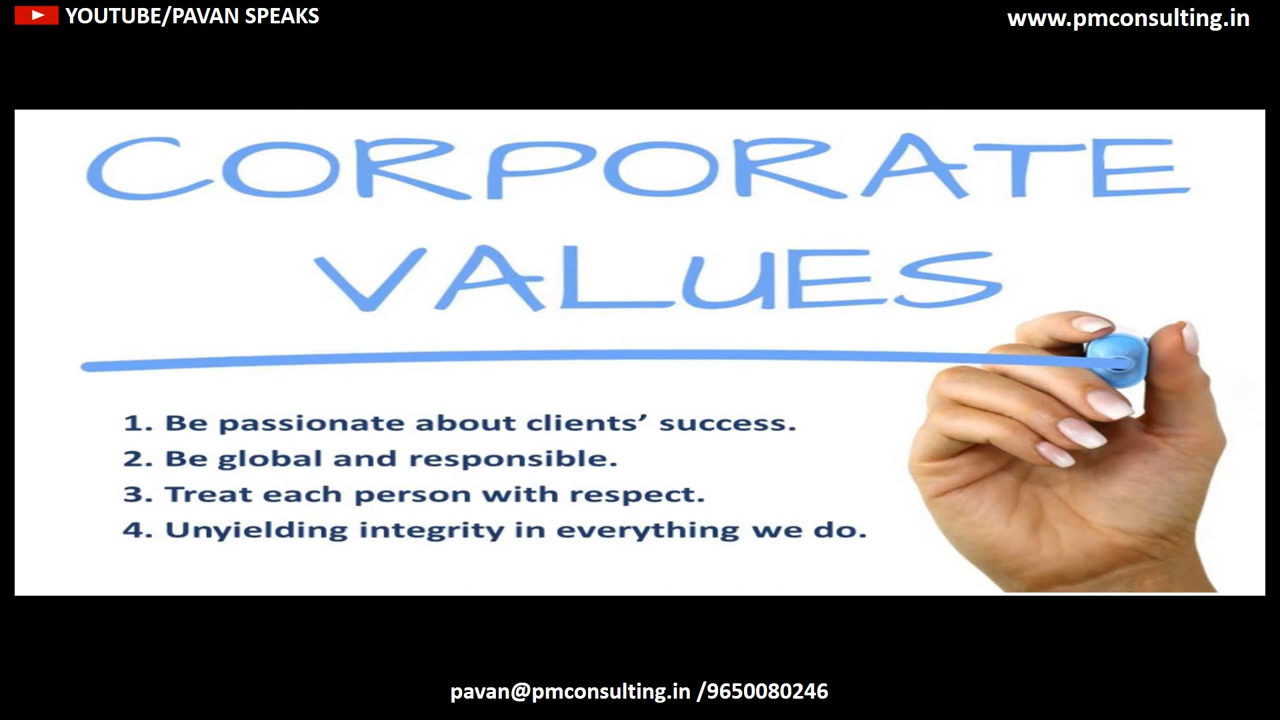 YOUTUBE/PAVAN SPEAKS
www.pmconsulting.in
CORPORATE
VALUES
1. Be passionate about clients’ success.
2. Be global and responsible.
3. Treat each person with respect.
4. Unyielding integrity in everything we do.
pavan@pmconsulting.in /9650080246